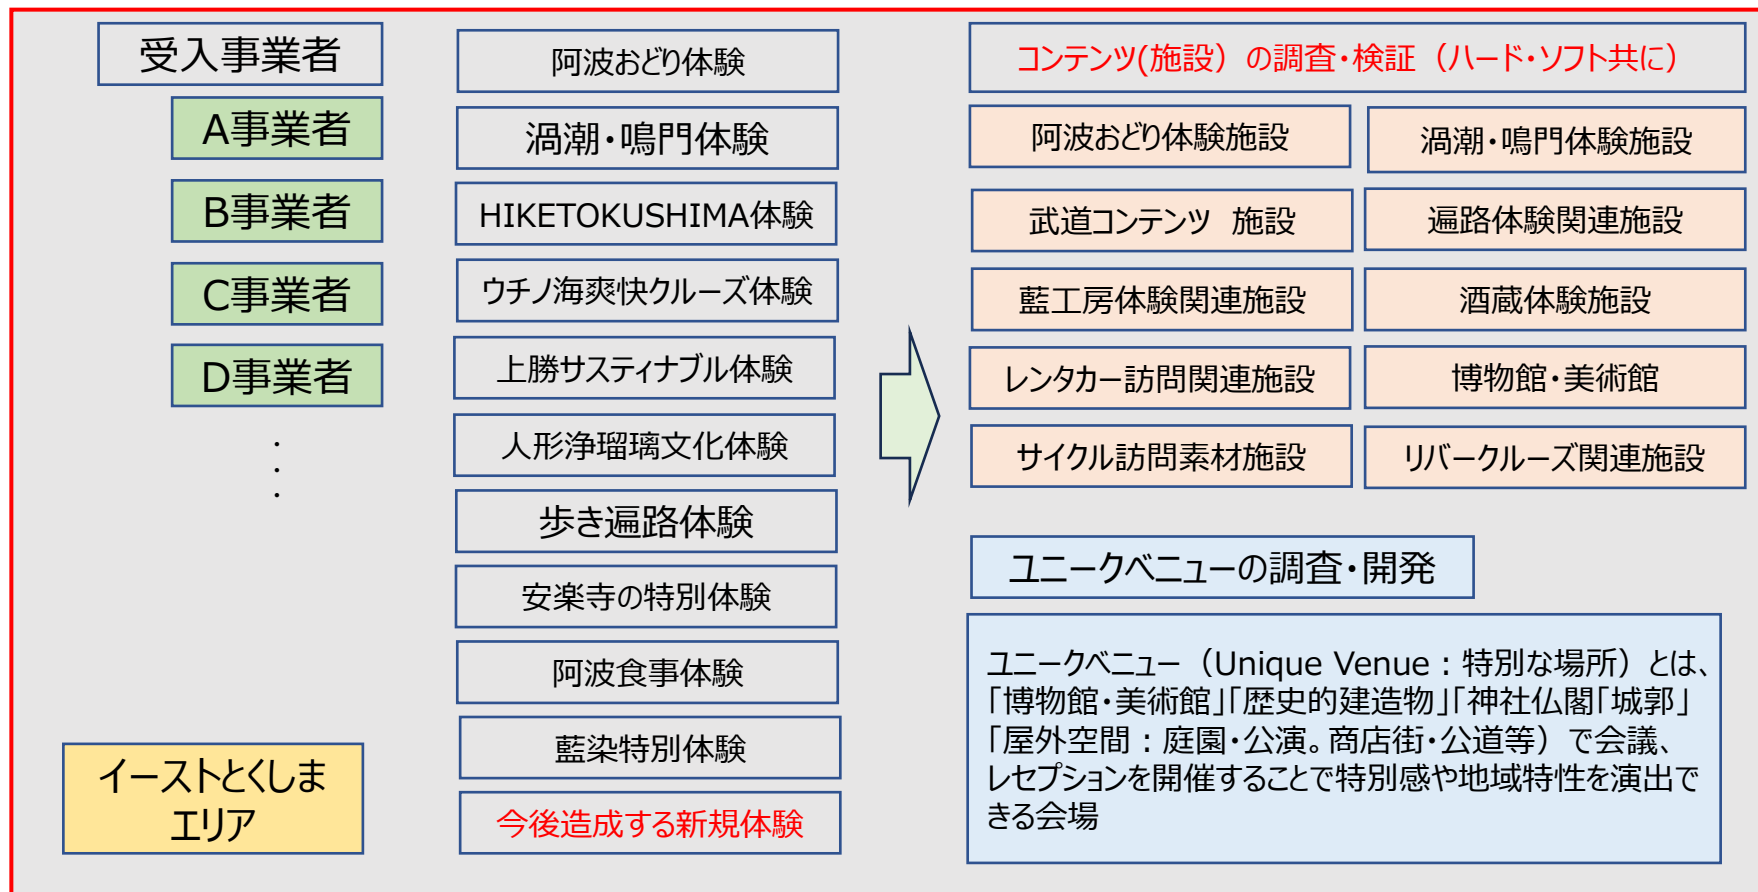 受入事業者
A事業者
B事業者
C事業者
D事業者
・
・
・
イーストとくしま
エリア
阿波おどり体験
渦潮・鳴門体験
HIKETOKUSHIMA体験
ウチノ海爽快クルーズ体験
上勝サスティナブル体験
人形浄瑠璃文化体験
歩き遍路体験
安楽寺の特別体験
阿波食事体験
藍染特別体験
今後造成する新規体験
コンテンツ(施設）の調査・検証（ハード・ソフト共に）
阿波おどり体験施設
渦潮・鳴門体験施設
武道コンテンツ　施設
遍路体験関連施設
藍工房体験関連施設
酒蔵体験施設
レンタカー訪問関連施設
博物館・美術館
サイクル訪問素材施設
リバークルーズ関連施設
ユニークベニューの調査・開発
ユニークベニュー（Unique Venue：特別な場所）とは、
「博物館・美術館」「歴史的建造物」「神社仏閣「城郭」
「屋外空間：庭園・公演。商店街・公道等）で会議、
レセプションを開催することで特別感や地域特性を演出で
きる会場